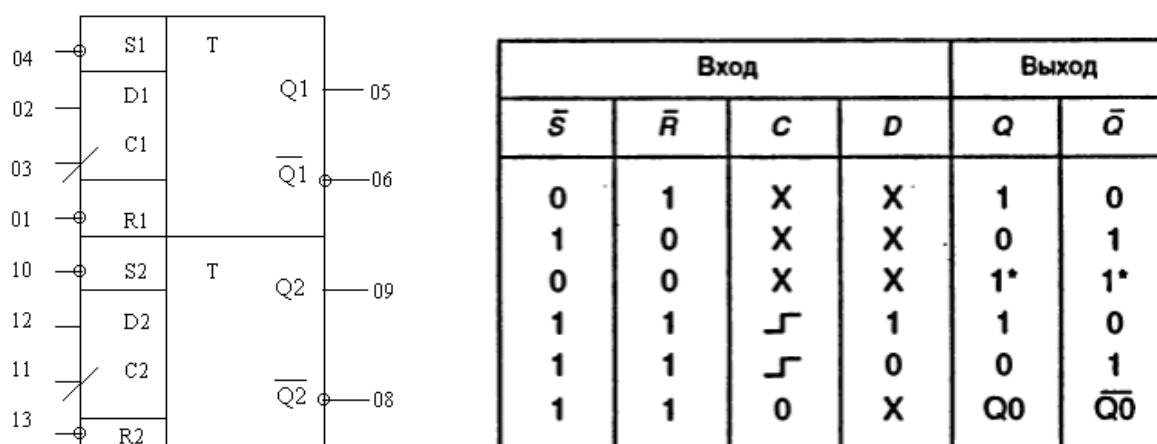 04 S1 T
D1
02
Q1 05
C1
03
Q1 06
01 R1
10 S2 T
Q2 09
12 D2
11 C2
Q2 08
13 R2
Вход Выход
S̄ R̄ C D Q Q̄
0 1 X X 1 0
1 0 X X 0 1
0 0 X X 1* 1*
1 1 1 1 0
1 1 0 0 1
1 1 0 X Q0 Q̄0